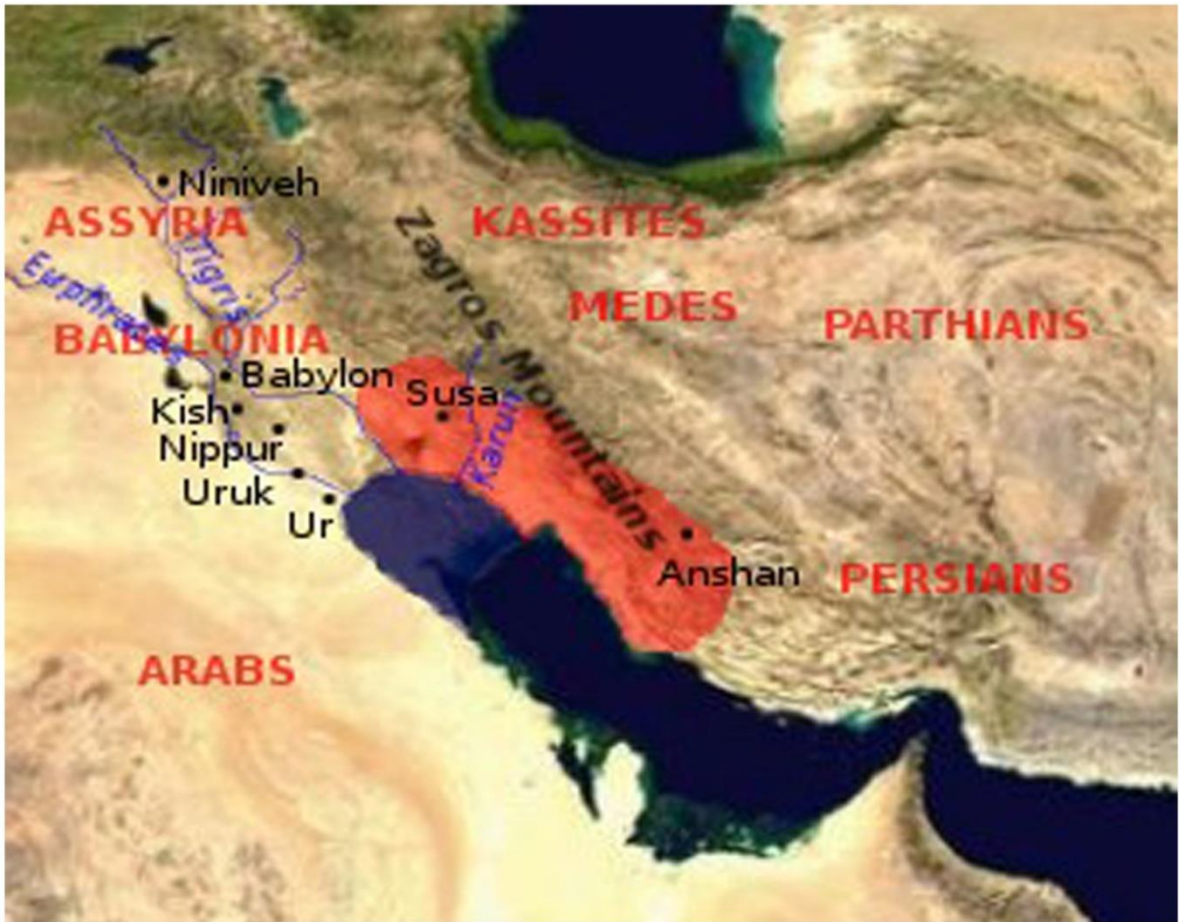 Niniveh
ASSYRIA
KASSITES
Tigris
Euphrates
Zagros Mountains
MEDES
PARTHIANS
BABYLONIA
Babylon
Susa
Karun
Kish
Nippur
Uruk
Ur
Anshan
PERSIANS
ARABS